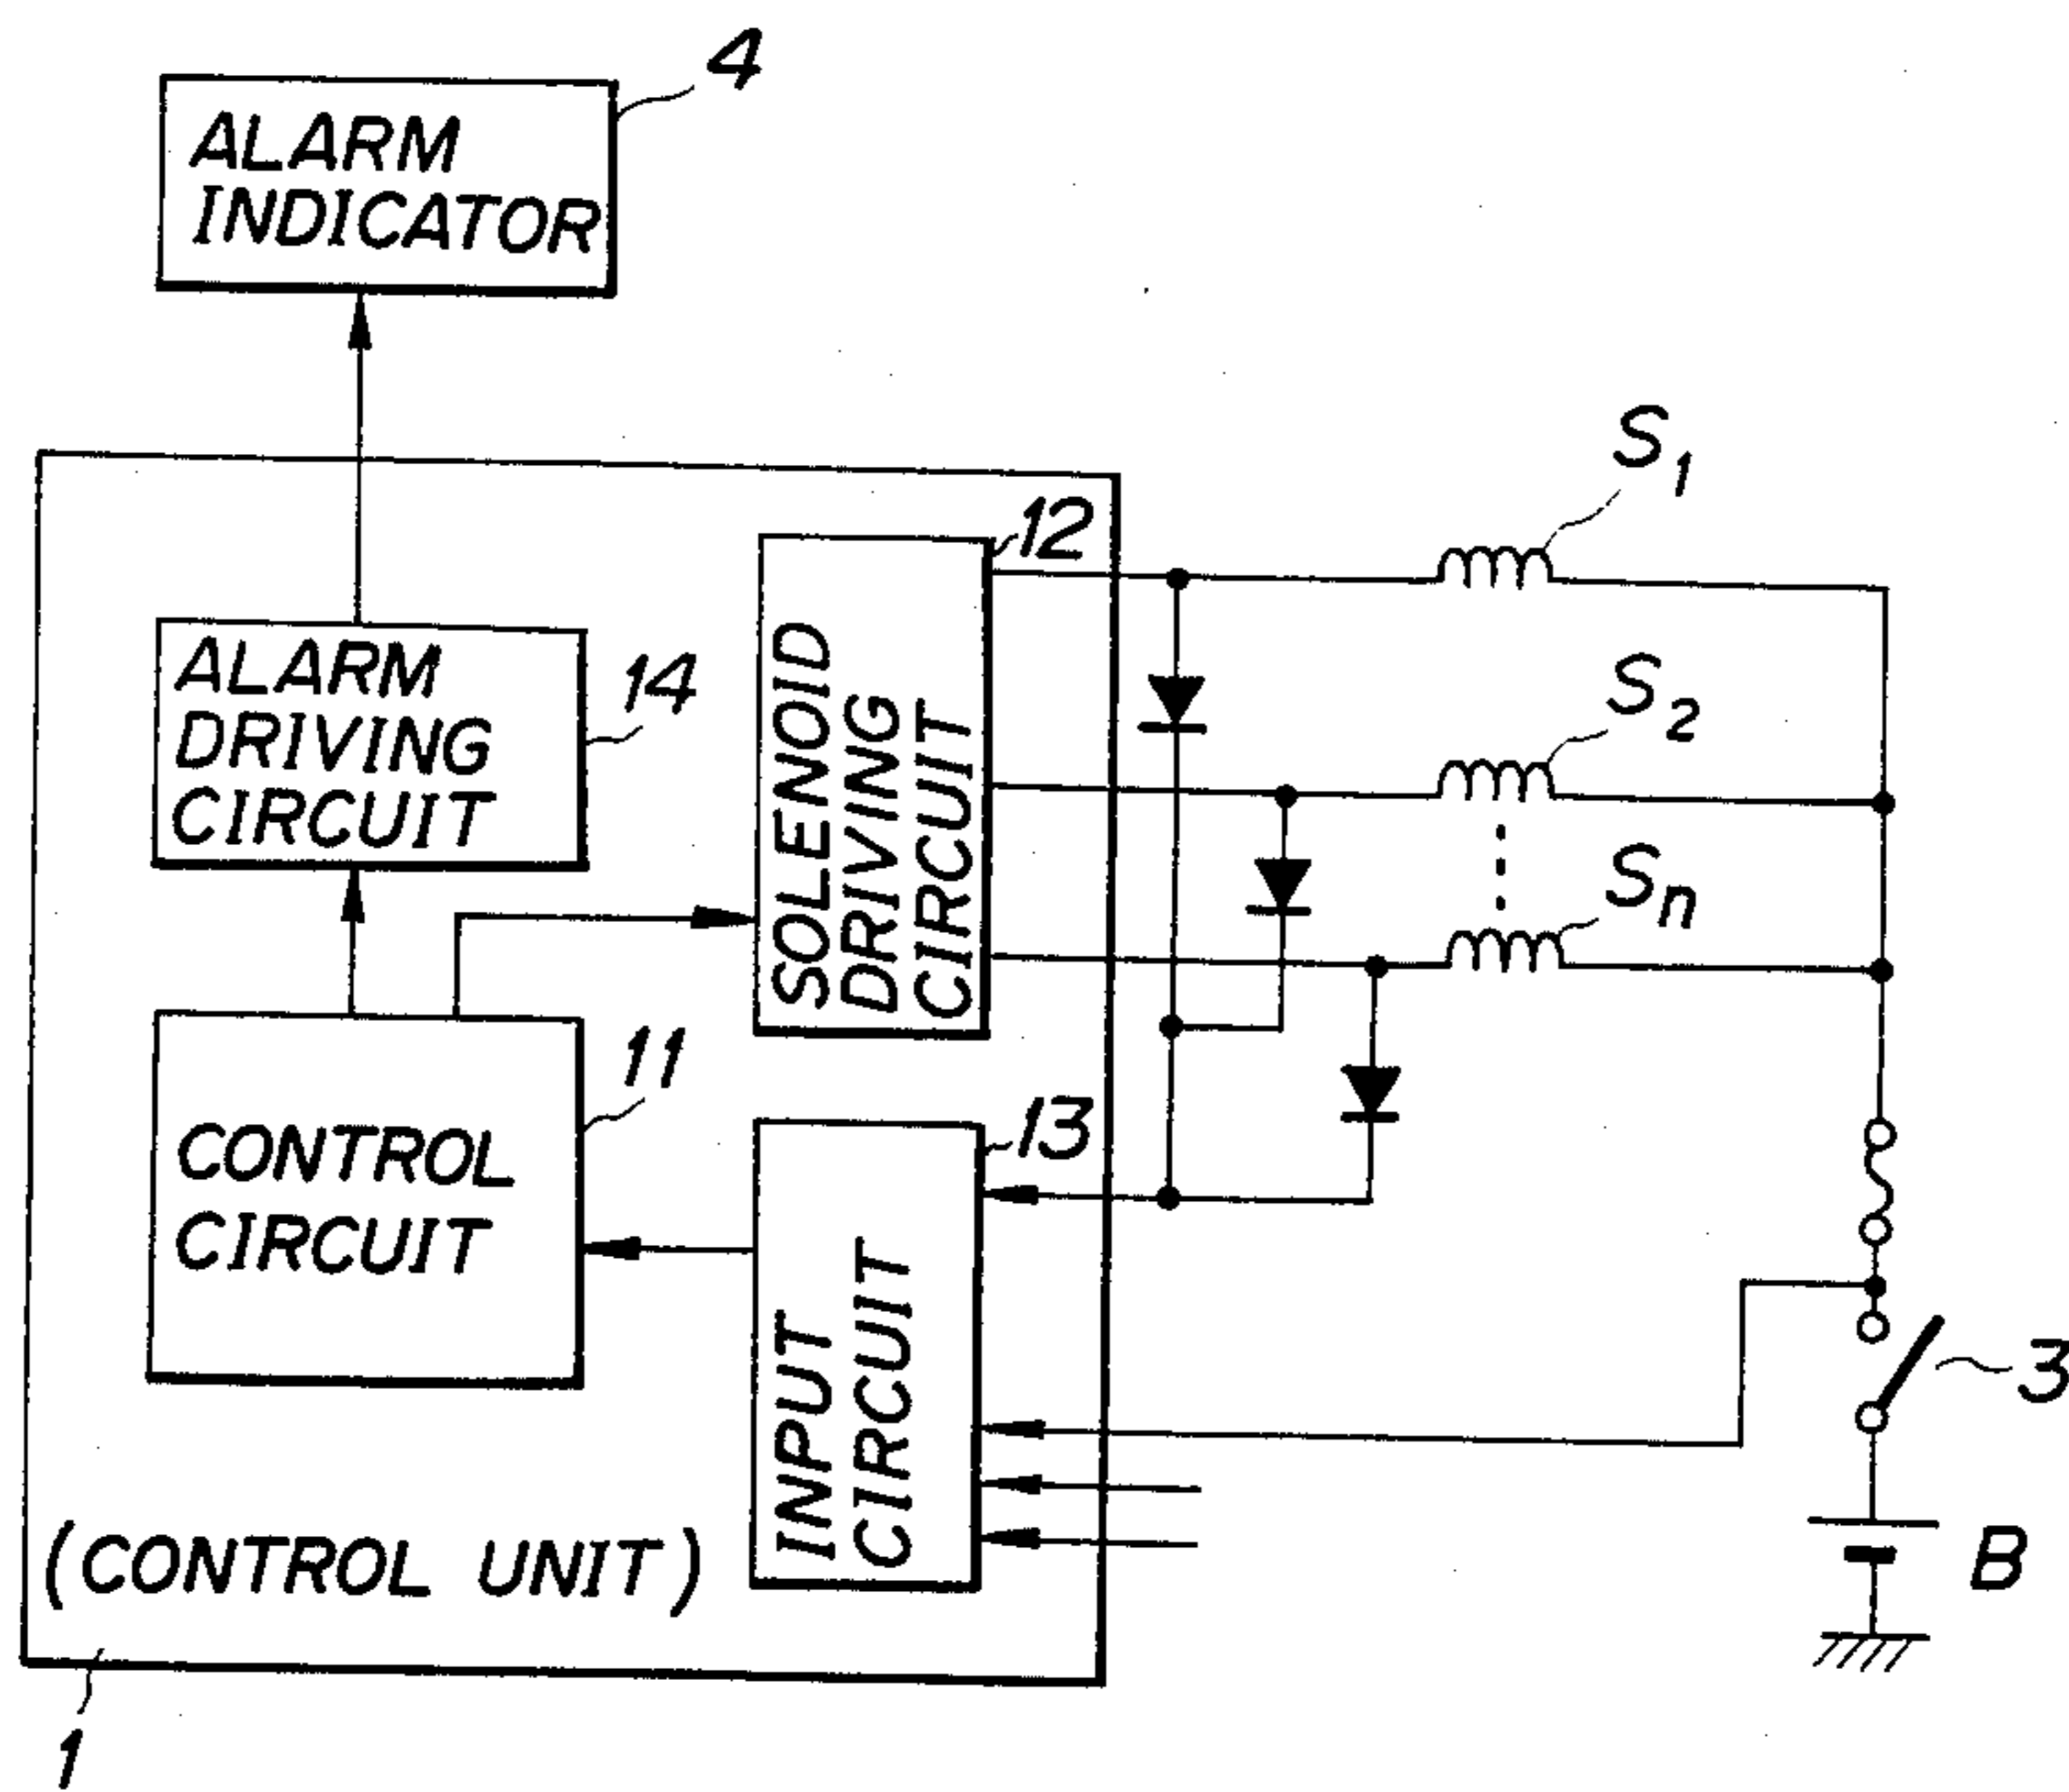 4
ALARM
INDICATOR
S1
12
SOLENOID
DRIVING
CIRCUIT
ALARM
DRIVING
CIRCUIT
14
S2
Sn
11
CONTROL
CIRCUIT
13
INPUT
CIRCUIT
3
B
(CONTROL UNIT)
1